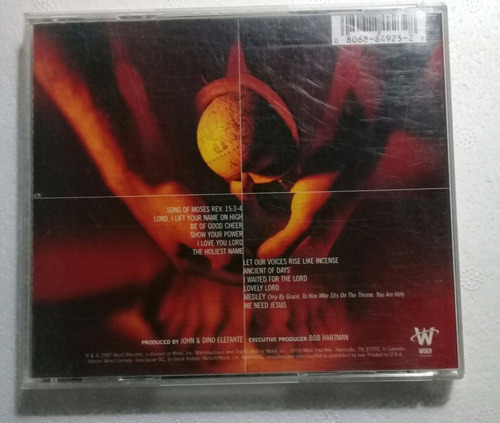 80688-84923-2
SONG OF MOSES REV. 15:3-4
LORD, I LIFT YOUR NAME ON HIGH
BE OF GOOD CHEER
SHOW YOUR POWER
I LOVE YOU LORD
THE HOLIEST NAME
LET OUR VOICES RISE LIKE INCENSE
ANCIENT OF DAYS
I WAITED FOR THE LORD
LOVELY LORD
MEDLEY Only By Grace, To Him Who Sits On The Throne, You Are Holy
WE NEED JESUS
PRODUCED BY JOHN & DINO ELEFANTE EXECUTIVE PRODUCER BOB HARTMAN
W
WORD